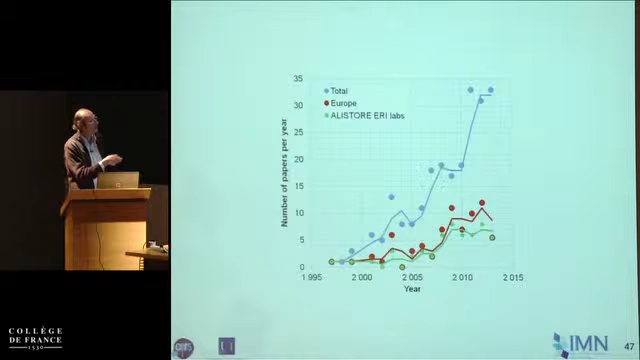 35
30
25
20
15
10
5
0
Number of papers per year
Total
Europe
ALISTORE ERI labs
1 995
2 000
2 005
2 010
2 015
Year
COLLÈGE
DE FRANCE
1530
cnrs
IMN
47